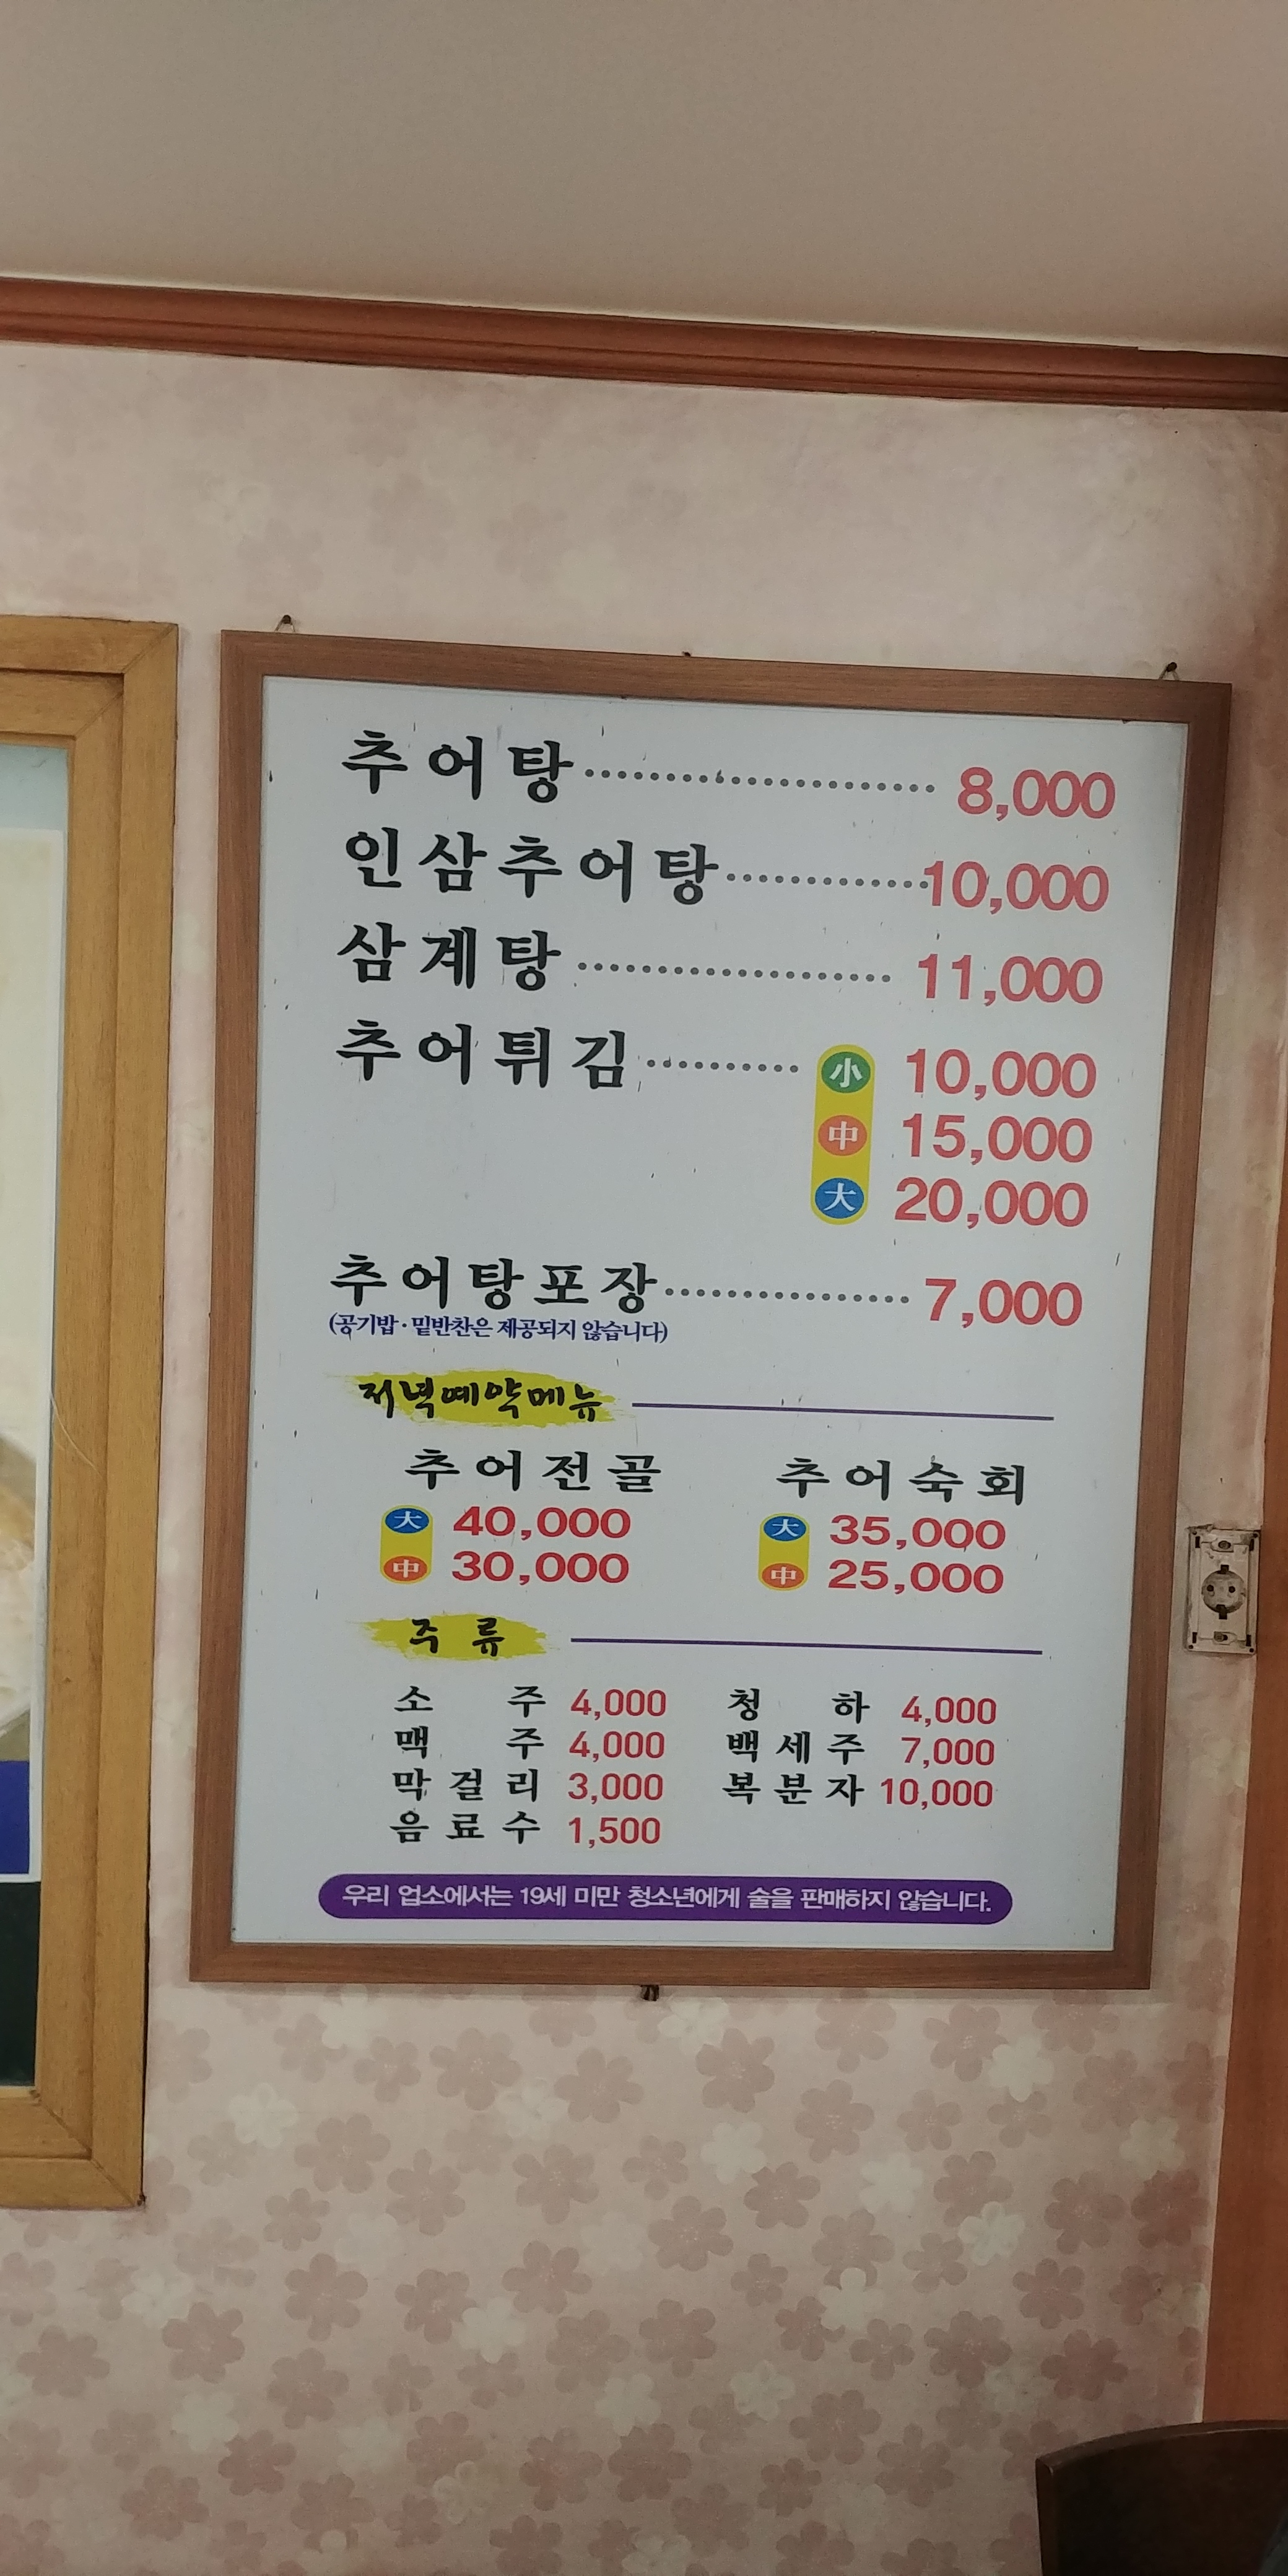 추어탕 8,000
인삼추어탕 10,000
삼계탕 11,000
추어튀김 小 10,000
中 15,000
大 20,000
추어탕포장 7,000
(공기밥·밑반찬은 제공되지 않습니다)
저녁예약메뉴
추어전골 추어숙회
大 40,000 大 35,000
中 30,000 中 25,000
주류
소주 4,000 청하 4,000
맥주 4,000 백세주 7,000
막걸리 3,000 복분자 10,000
음료수 1,500
우리 업소에서는 19세 미만 청소년에게 술을 판매하지 않습니다.